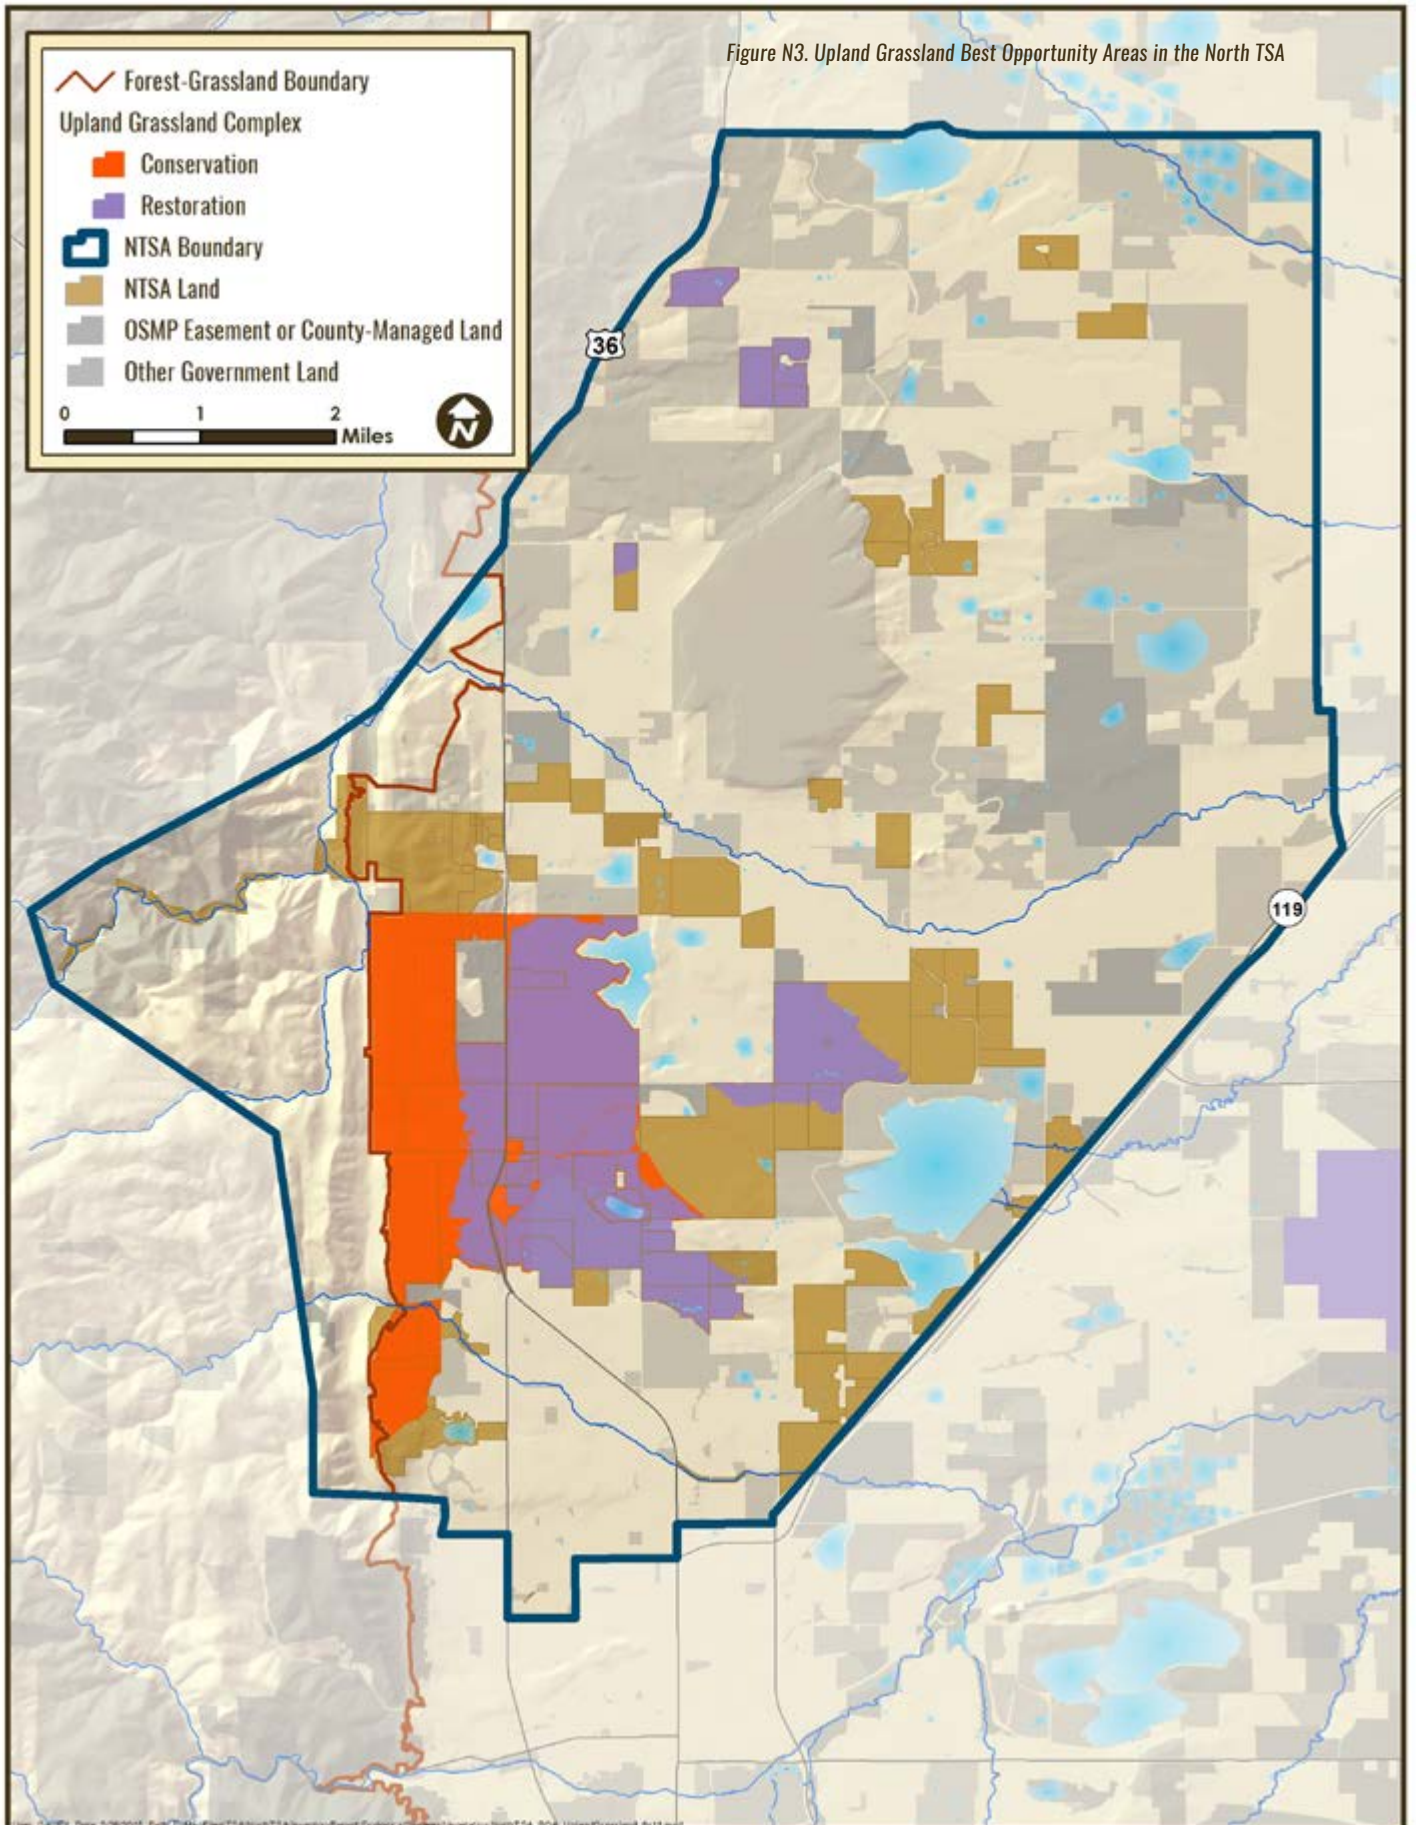 Figure N3. Upland Grassland Best Opportunity Areas in the North TSA
Forest-Grassland Boundary
Upland Grassland Complex
Conservation
Restoration
NTSA Boundary
NTSA Land
OSMP Easement or County-Managed Land
Other Government Land
0 1 2
Miles
N
36
119